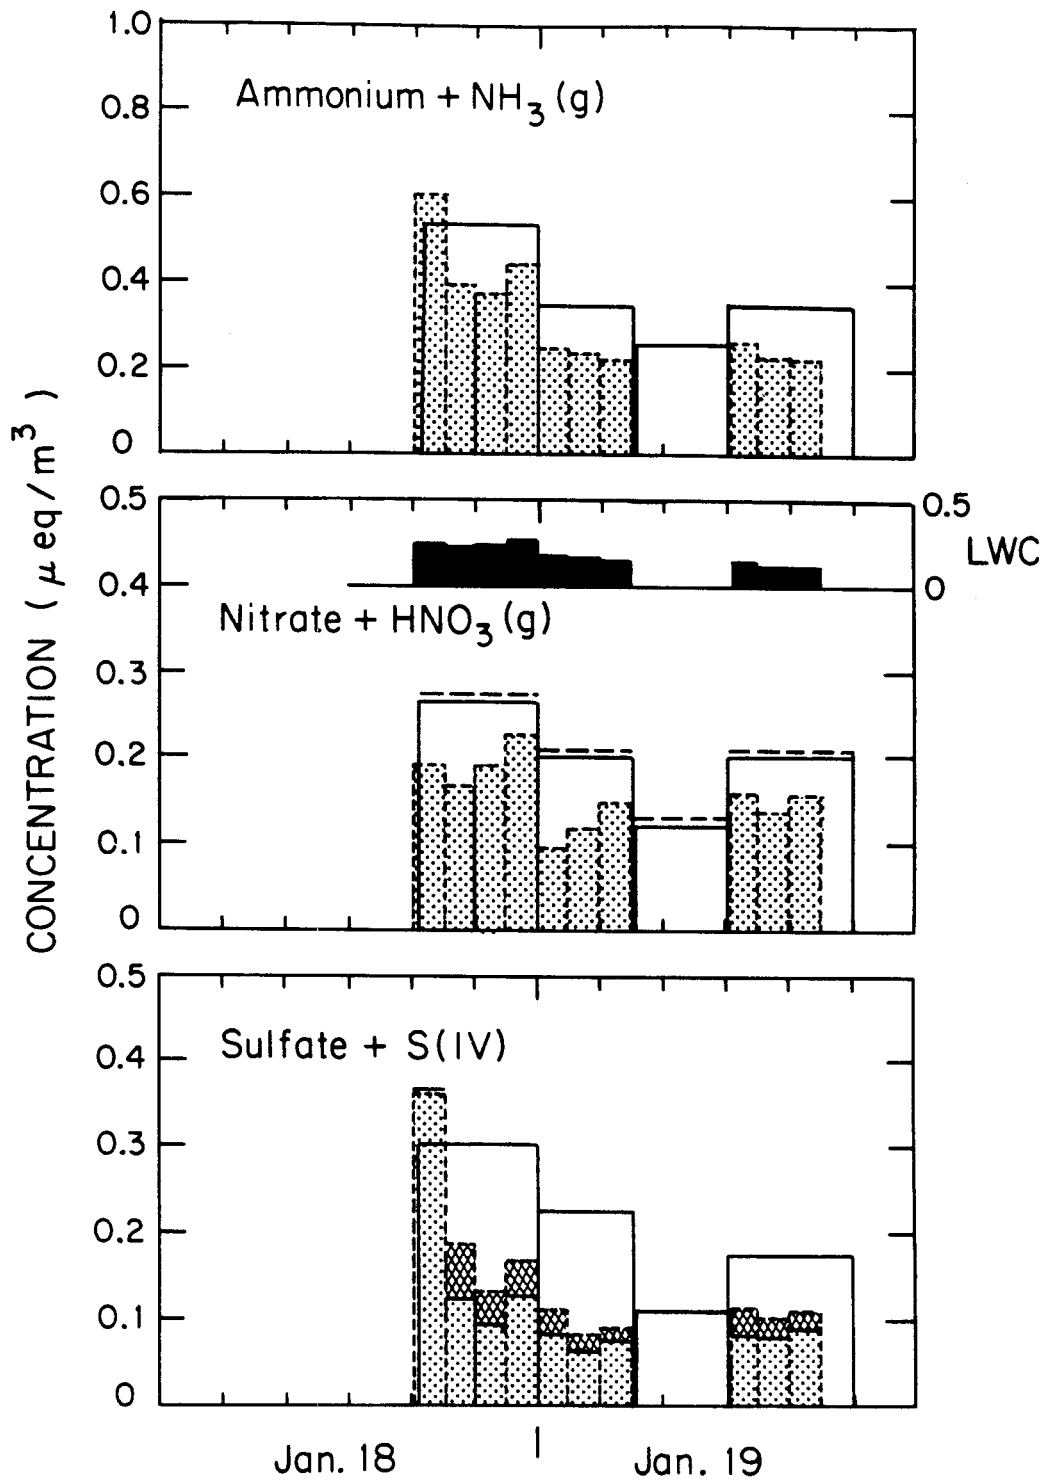 CONCENTRATION ( μ eq / m³ )
1.0
0.8
0.6
0.4
0.2
0
Ammonium + NH₃ (g)
0.5
0.4
0.3
0.2
0.1
0
0.5
LWC
0
Nitrate + HNO₃ (g)
0.5
0.4
0.3
0.2
0.1
0
Sulfate + S(IV)
Jan. 18
Jan. 19